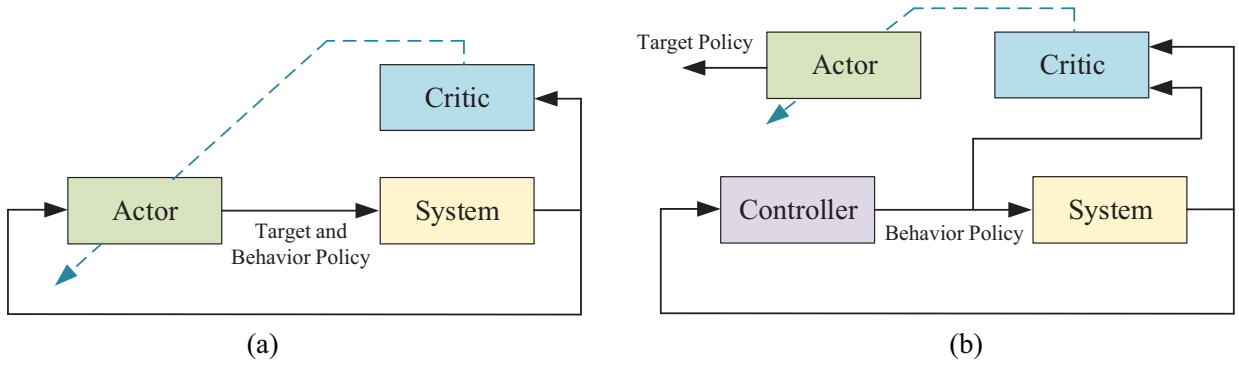 Critic
Actor
System
Target and
Behavior Policy
(a)
Target Policy
Actor
Critic
Controller
System
Behavior Policy
(b)